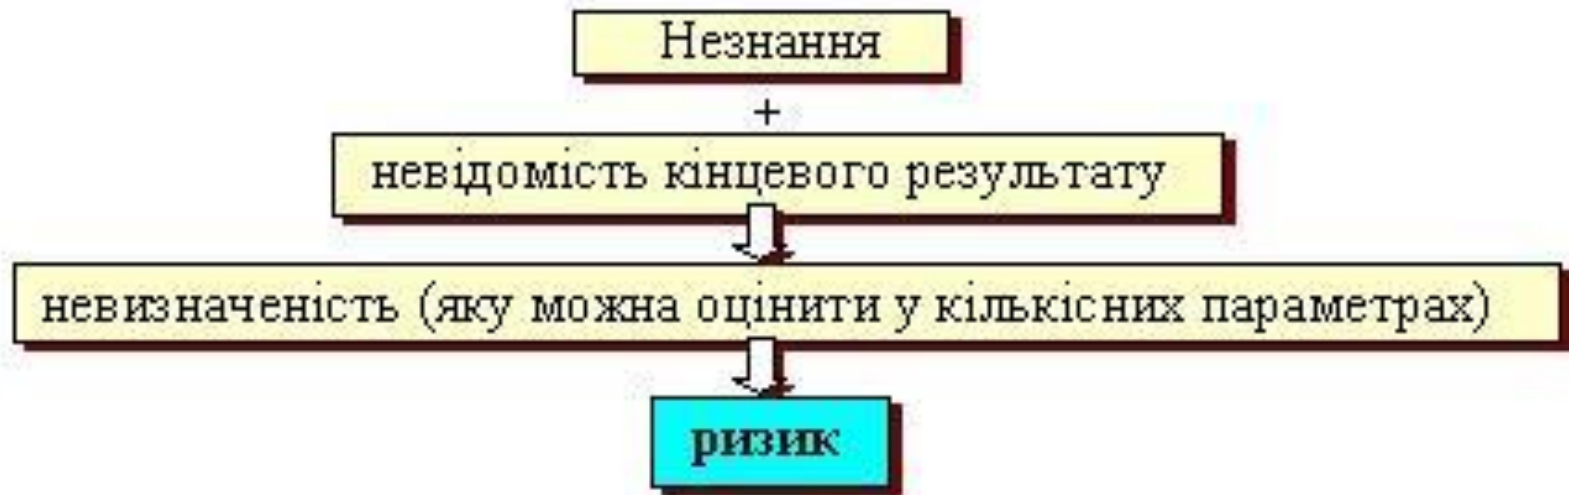 Незнання
+
невідомість кінцевого результату
невизначеність (яку можна оцінити у кількісних параметрах)
ризик